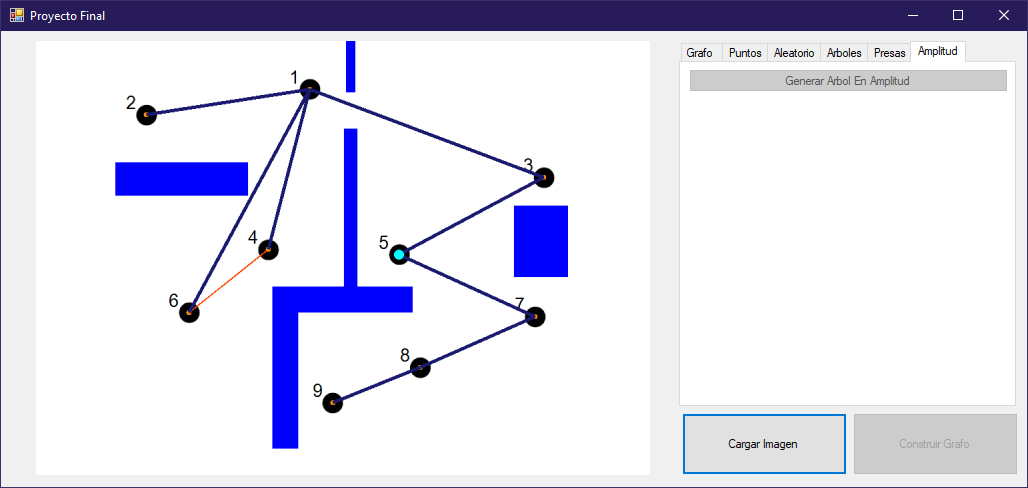 Proyecto Final
Grafo Puntos Aleatorio Arboles Presas Amplitud
Generar Arbol En Amplitud
1
2
3
4
5
6
7
8
9
Cargar Imagen Construir Grafo